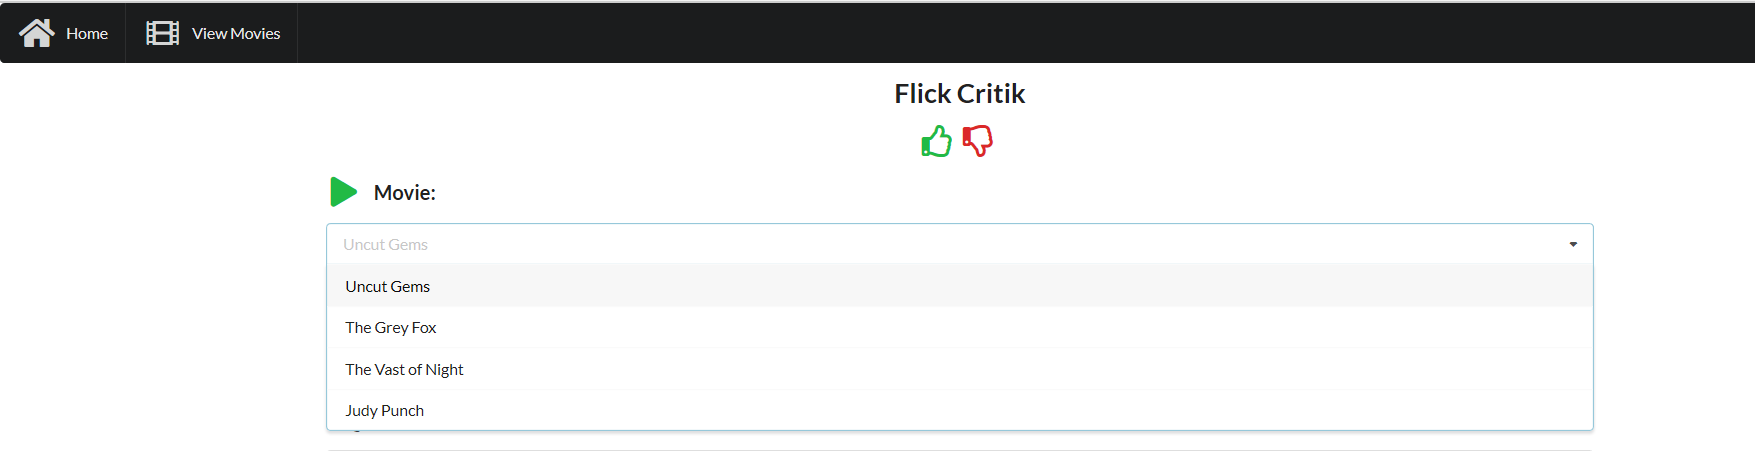 Home
View Movies
Flick Critik
Movie:
Uncut Gems
Uncut Gems
The Grey Fox
The Vast of Night
Judy Punch